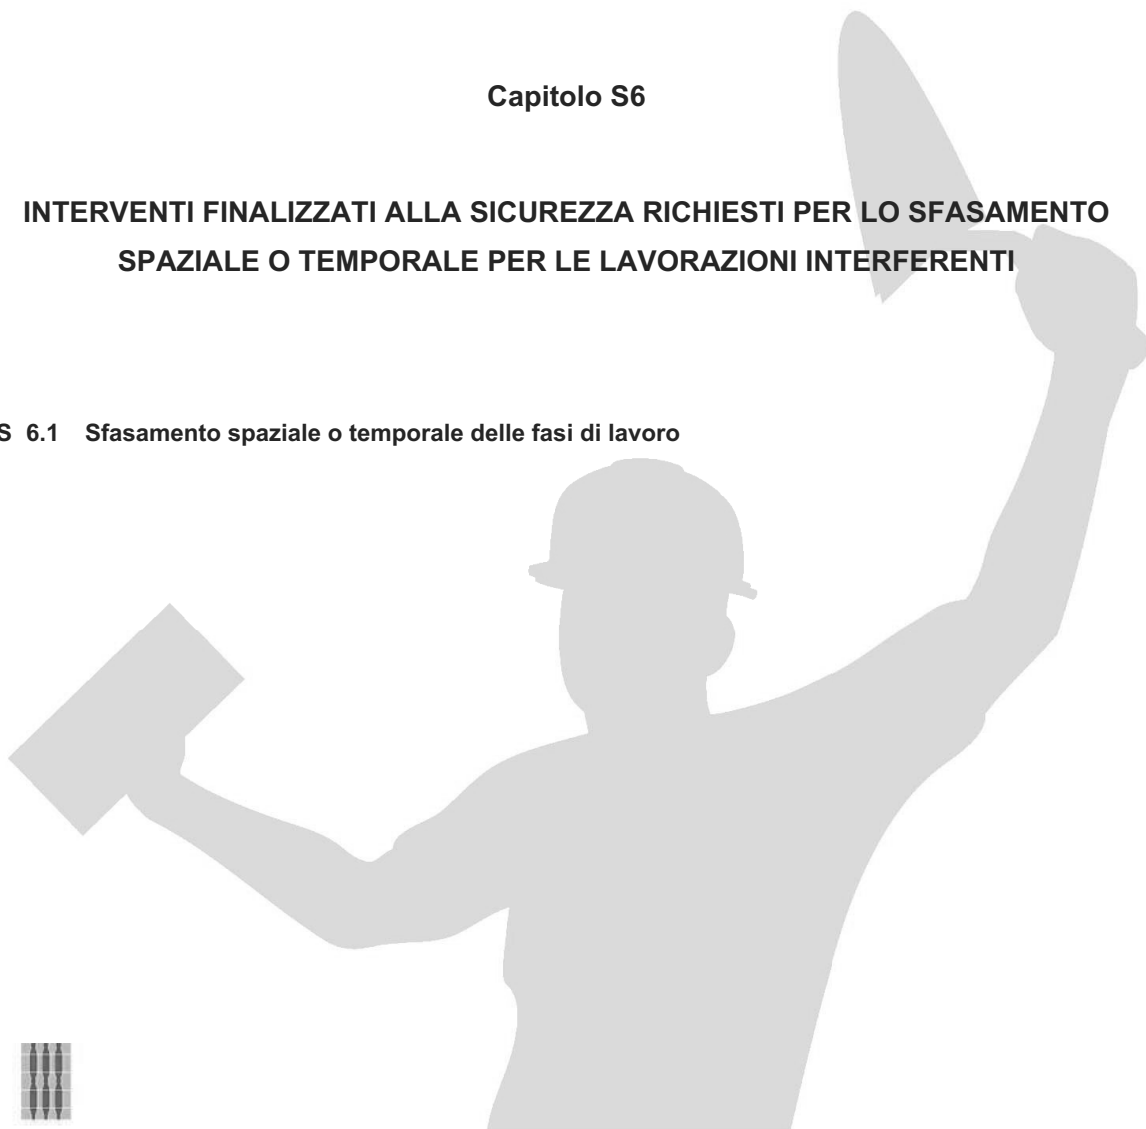 Capitolo S6
INTERVENTI FINALIZZATI ALLA SICUREZZA RICHIESTI PER LO SFASAMENTO
SPAZIALE O TEMPORALE PER LE LAVORAZIONI INTERFERENTI
S 6.1 Sfasamento spaziale o temporale delle fasi di lavoro